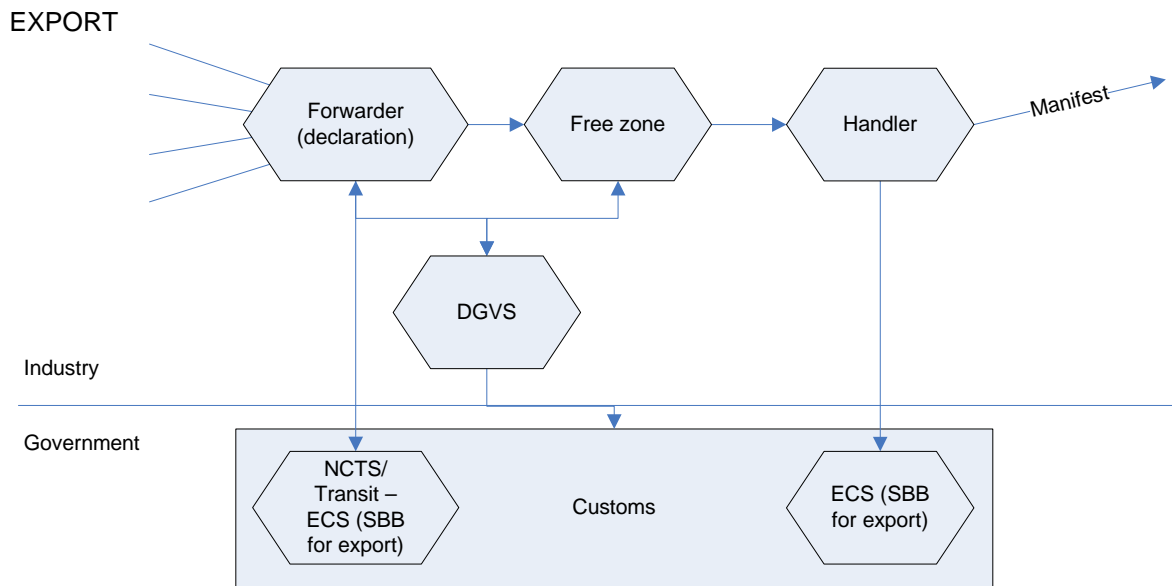 EXPORT
Forwarder
(declaration)
Free zone
Handler
Manifest
DGVS
Industry
Government
NCTS/
Transit –
ECS (SBB
for export)
Customs
ECS (SBB
for export)